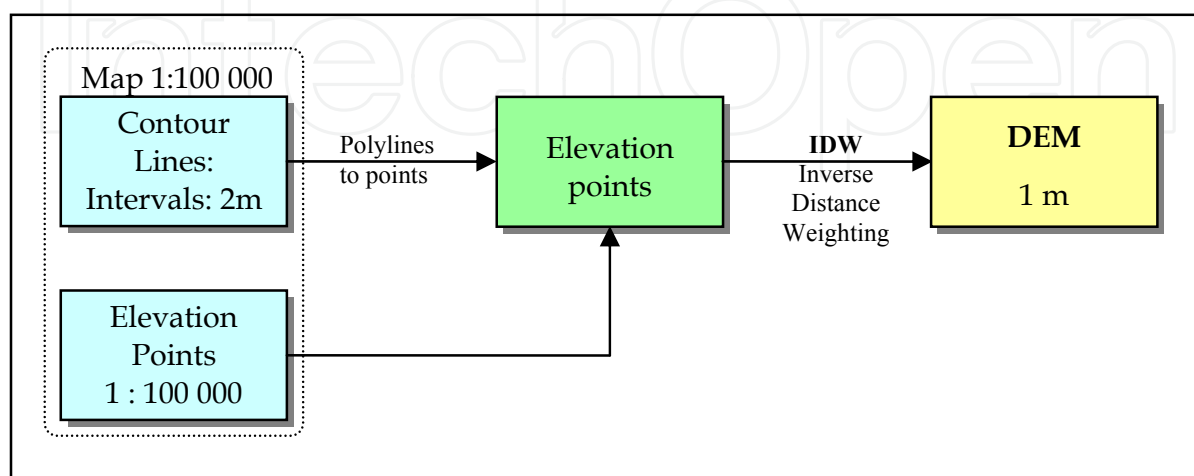 IntechOpen
Map 1:100 000
Contour
Lines:
Intervals: 2m
Polylines
to points
Elevation
points
IDW
Inverse
Distance
Weighting
DEM
1 m
Elevation
Points
1 : 100 000